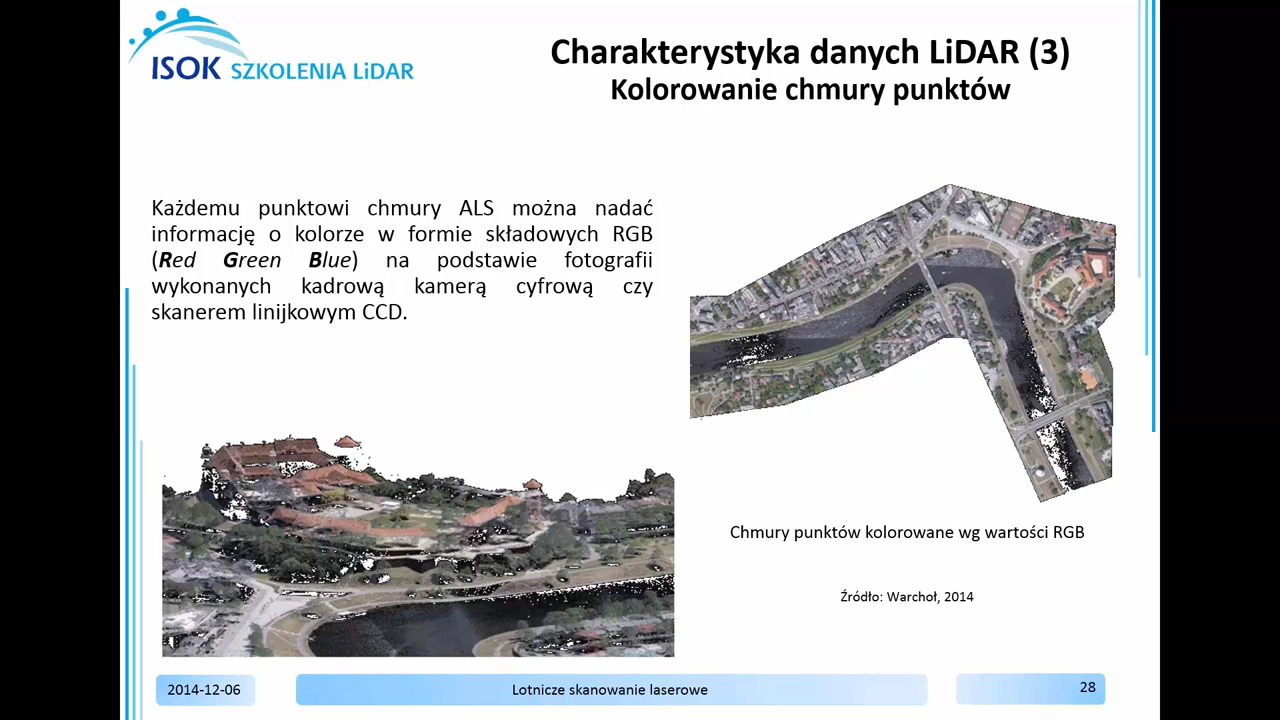 ISOK SZKOLENIA LiDAR
Charakterystyka danych LiDAR (3)
Kolorowanie chmury punktów
Każdemu punktowi chmury ALS można nadać
informację o kolorze w formie składowych RGB
(Red Green Blue) na podstawie fotografii
wykonanych kadrową kamerą cyfrową czy
skanerem linijkowym CCD.
Chmury punktów kolorowane wg wartości RGB
Źródło: Warchoł, 2014
2014-12-06
Lotnicze skanowanie laserowe
28